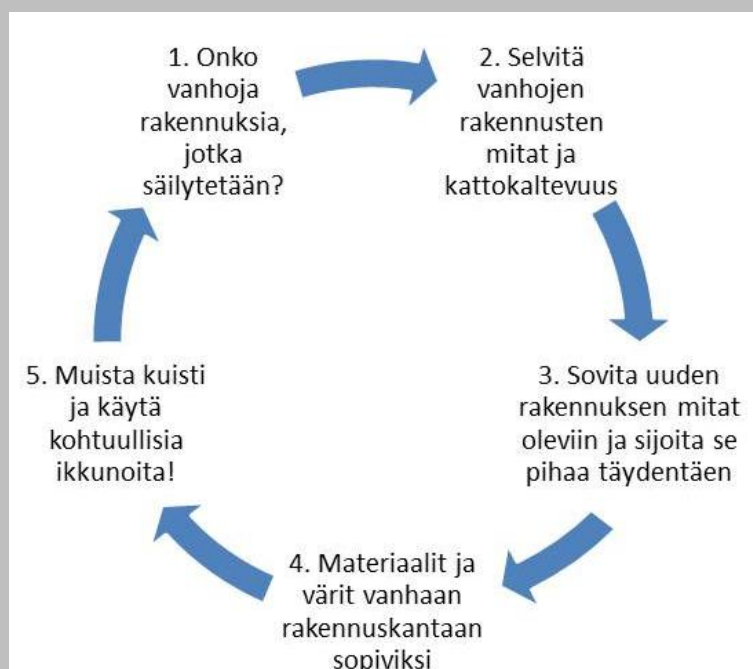 1. Onko
vanhoja
rakennuksia,
jotka
säilytetään?
2. Selvitä
vanhojen
rakennusten
mitat ja
kattokaltevuus
3. Sovita uuden
rakennuksen mitat
oleviin ja sijoita se
pihaa täydentäen
4. Materiaalit ja
värit vanhaan
rakennuskantaan
sopiviksi
5. Muista kuisti
ja käytä
kohtuullisia
ikkunoita!